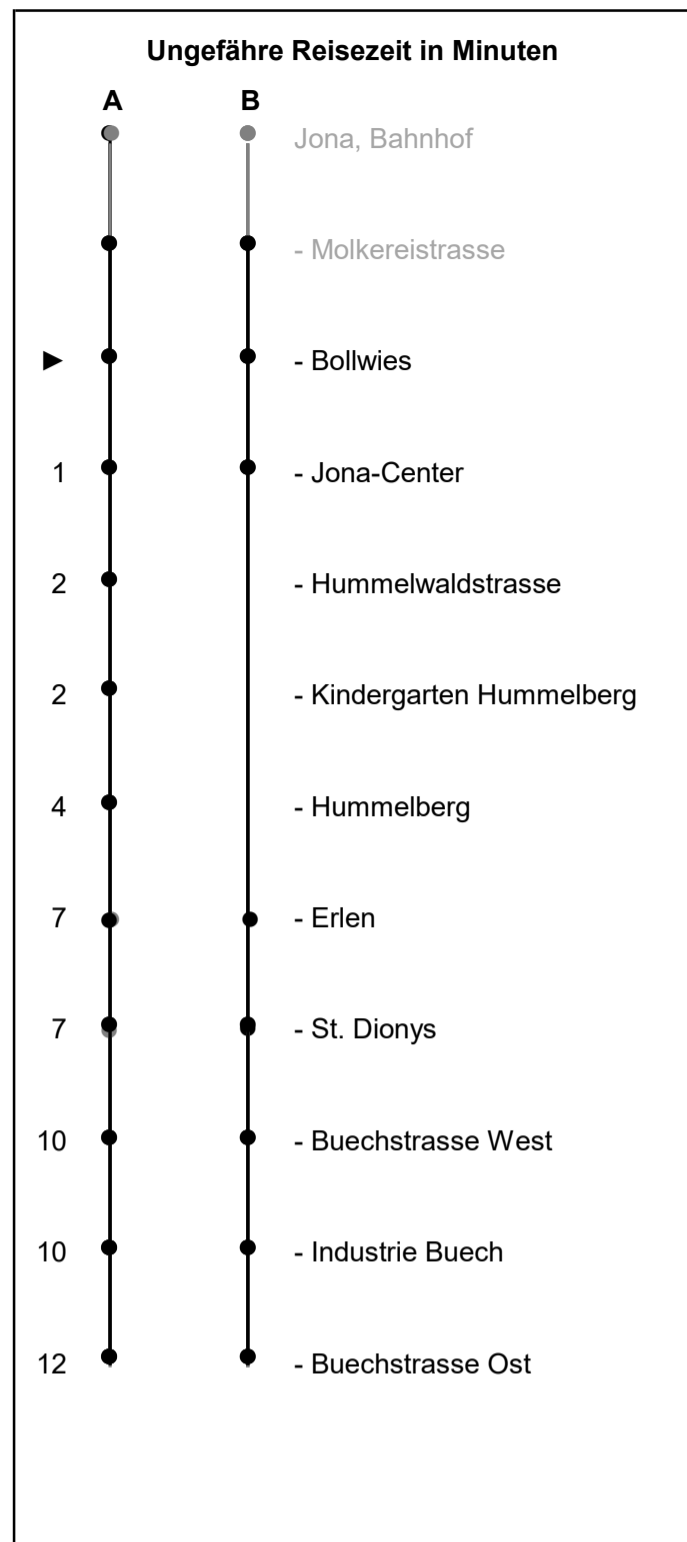 Ungefähre Reisezeit in Minuten
A B
Jona, Bahnhof
- Molkereistrasse
► - Bollwies
1 - Jona-Center
2 - Hummelwaldstrasse
2 - Kindergarten Hummelberg
4 - Hummelberg
7 - Erlen
7 - St. Dionys
10 - Buechstrasse West
10 - Industrie Buech
12 - Buechstrasse Ost